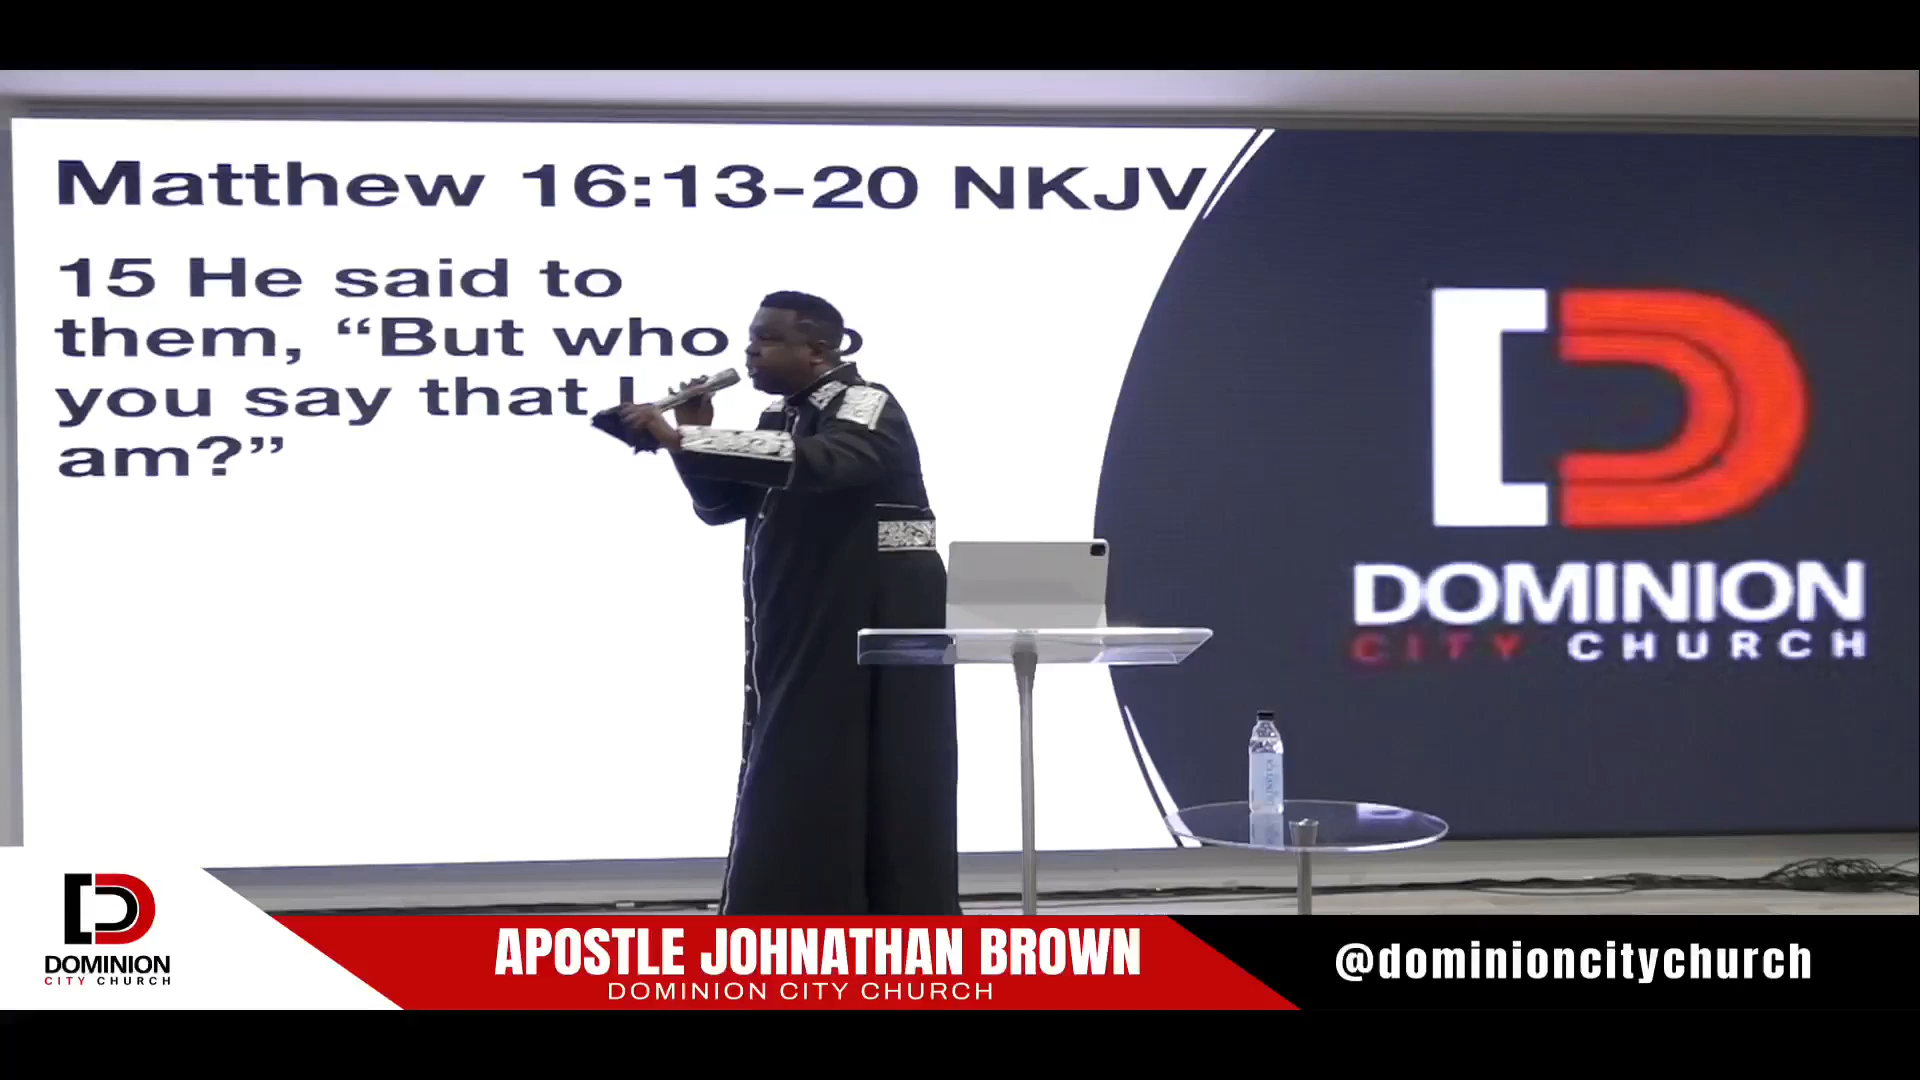 Matthew 16:13-20 NKJV
15 He said to
them, “But who
you say that I
am?”
DOMINION
CITY CHURCH
DOMINION
CITY CHURCH
APOSTLE JOHNATHAN BROWN
DOMINION CITY CHURCH
@dominioncitychurch